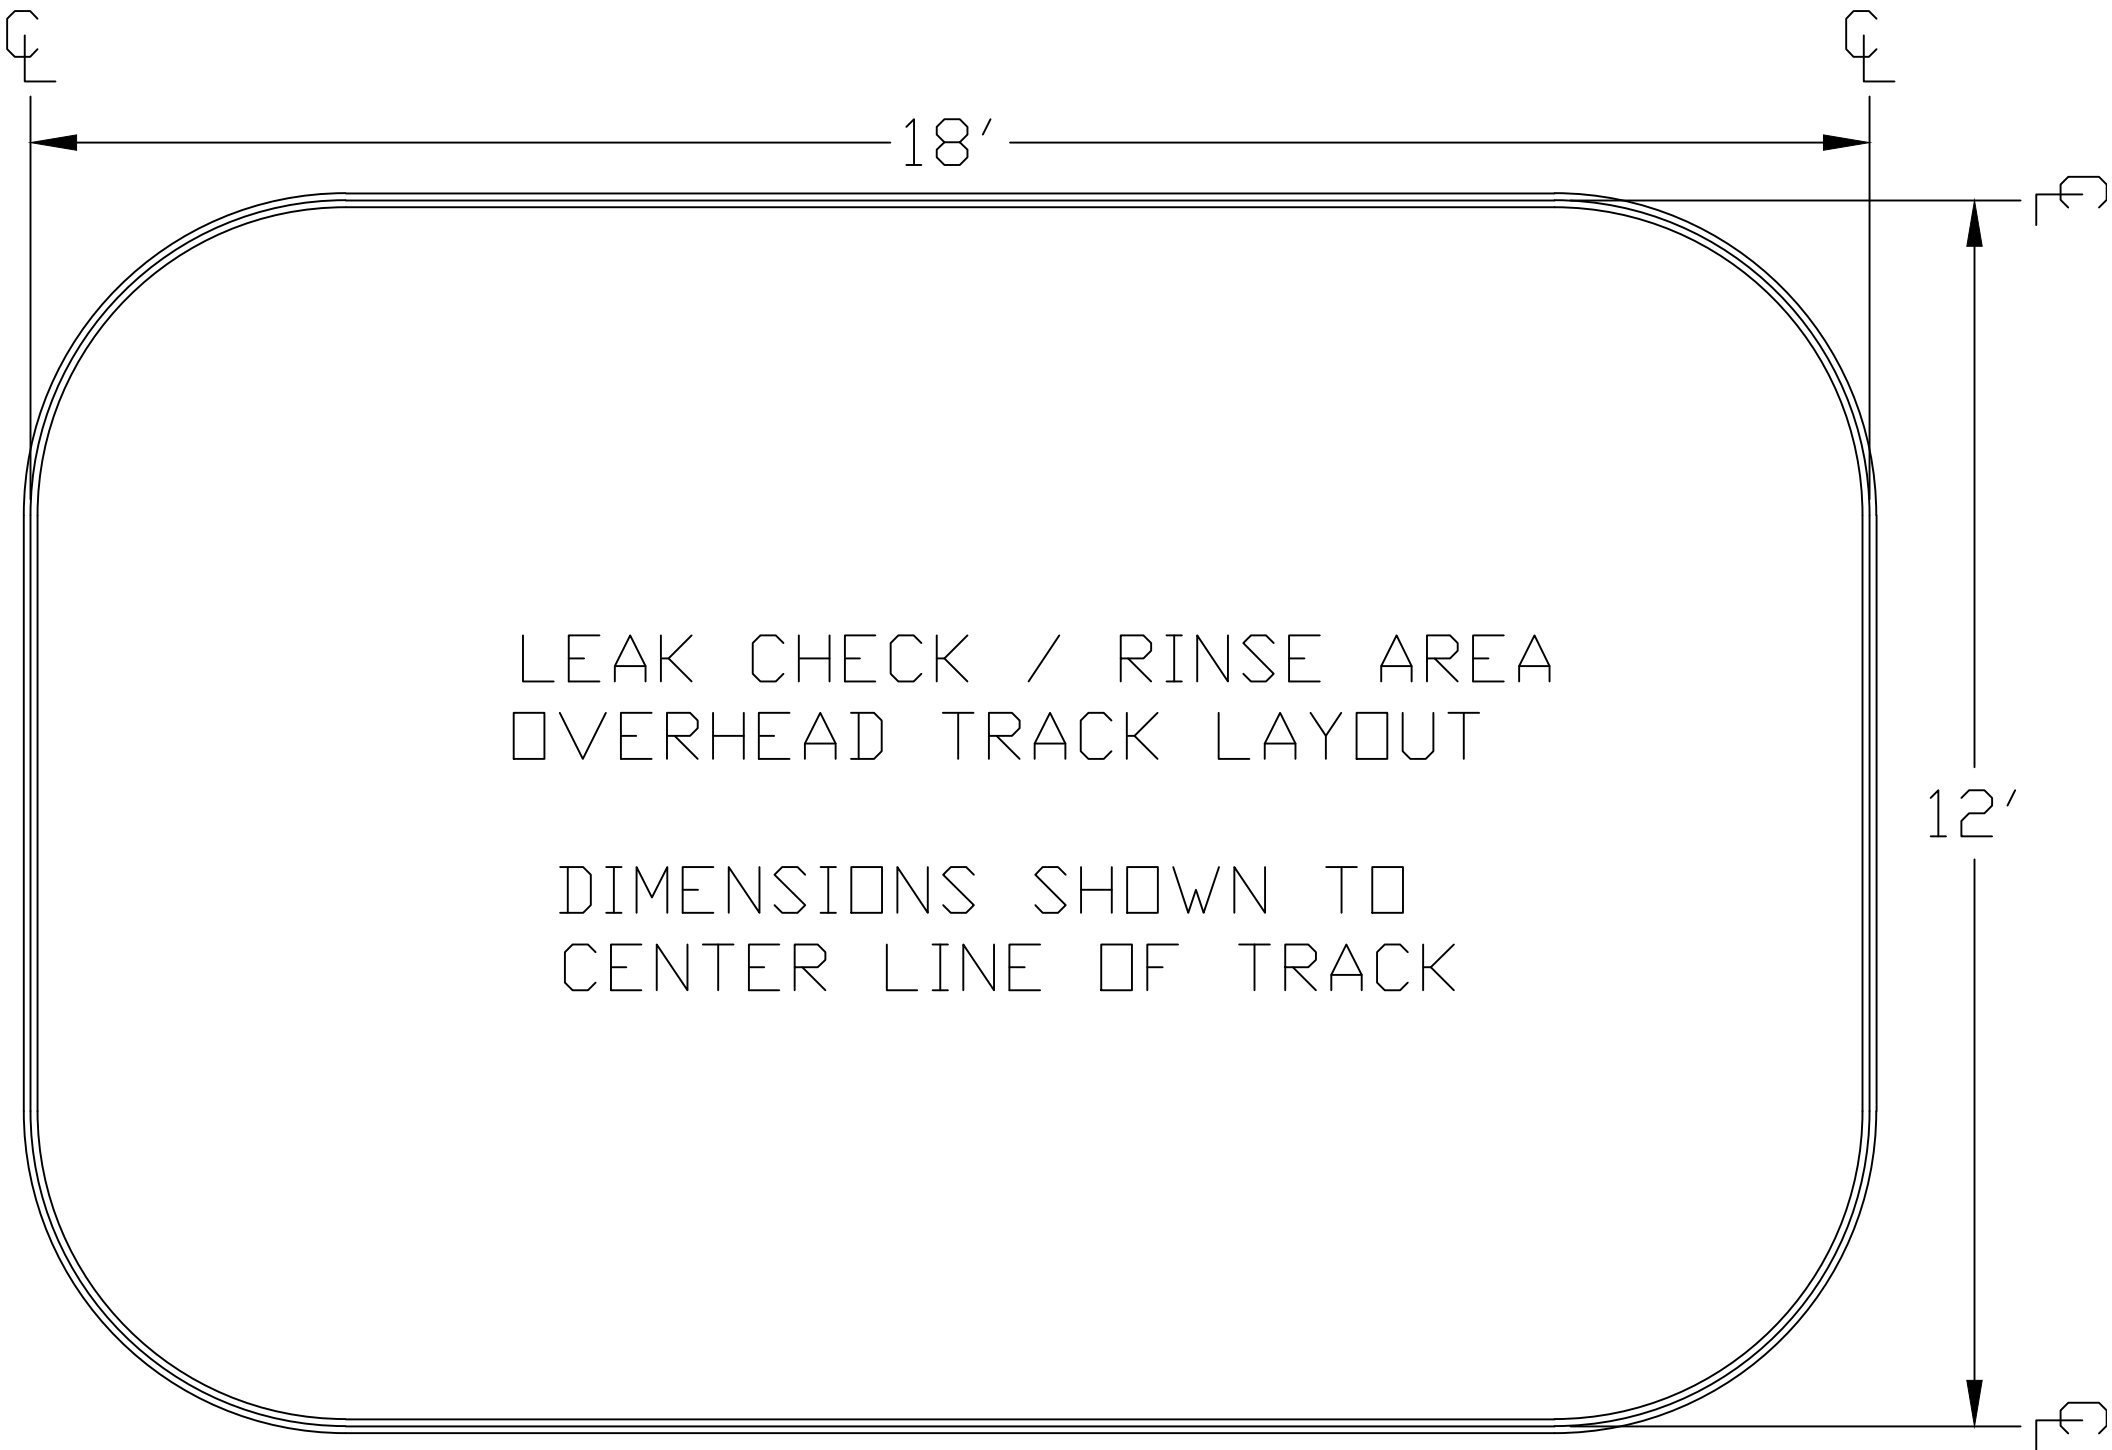 ℄ ℄
18'
℄
LEAK CHECK / RINSE AREA
OVERHEAD TRACK LAYOUT
12'
DIMENSIONS SHOWN TO
CENTER LINE OF TRACK
℄